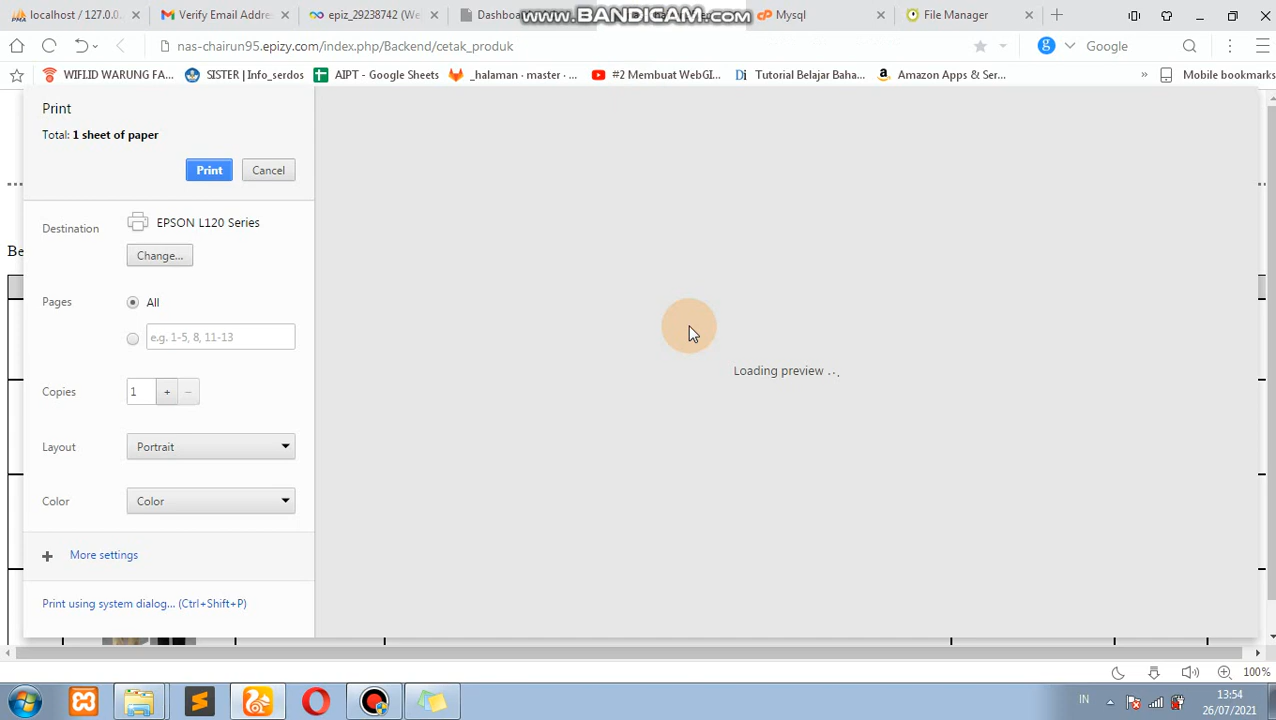 localhost / 127.0.0.
Verify Email Addre
epiz_29238742 (We
Dashboa
www.BANDICAM.com
Mysql
File Manager
nas-chairun95.epizy.com/index.php/Backend/cetak_produk
Google
WIFI.ID WARUNG FA...
SISTER | Info_serdos
AIPT - Google Sheets
_halaman · master · ...
#2 Membuat WebGI...
Tutorial Belajar Baha...
Amazon Apps & Ser...
»
Mobile bookmarks
Print
Total: 1 sheet of paper
Print
Cancel
Destination
EPSON L120 Series
Change...
Pages
All
e.g. 1-5, 8, 11-13
Copies
1
+
−
Layout
Portrait
Color
Color
+ More settings
Print using system dialog... (Ctrl+Shift+P)
Loading preview ...
Be
100%
IN
13:54
26/07/2021